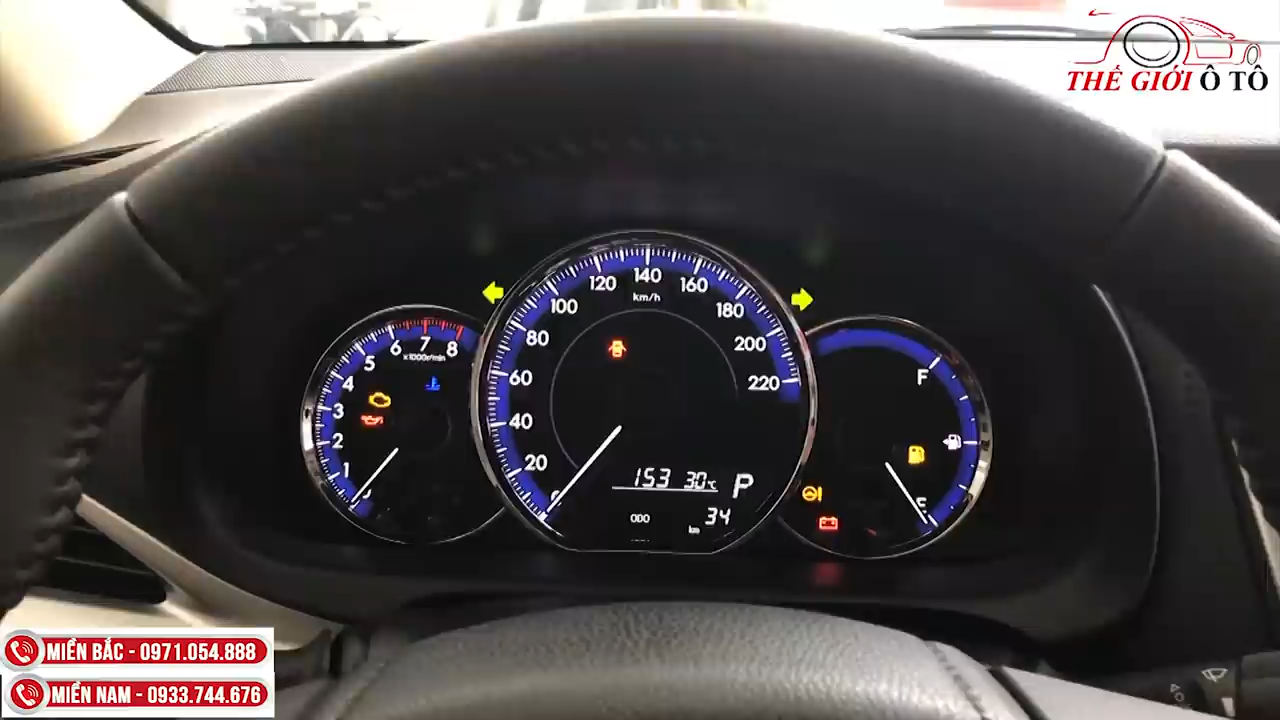 THẾ GIỚI Ô TÔ
120 140 160
km/h
100 180
80 200
60 220
40
20
6 7 8
x1000r/min
5
4
3
2
1
F
E
153 30℃ P
ODO km 34
MIỀN BẮC - 0971.054.888
MIỀN NAM - 0933.744.676